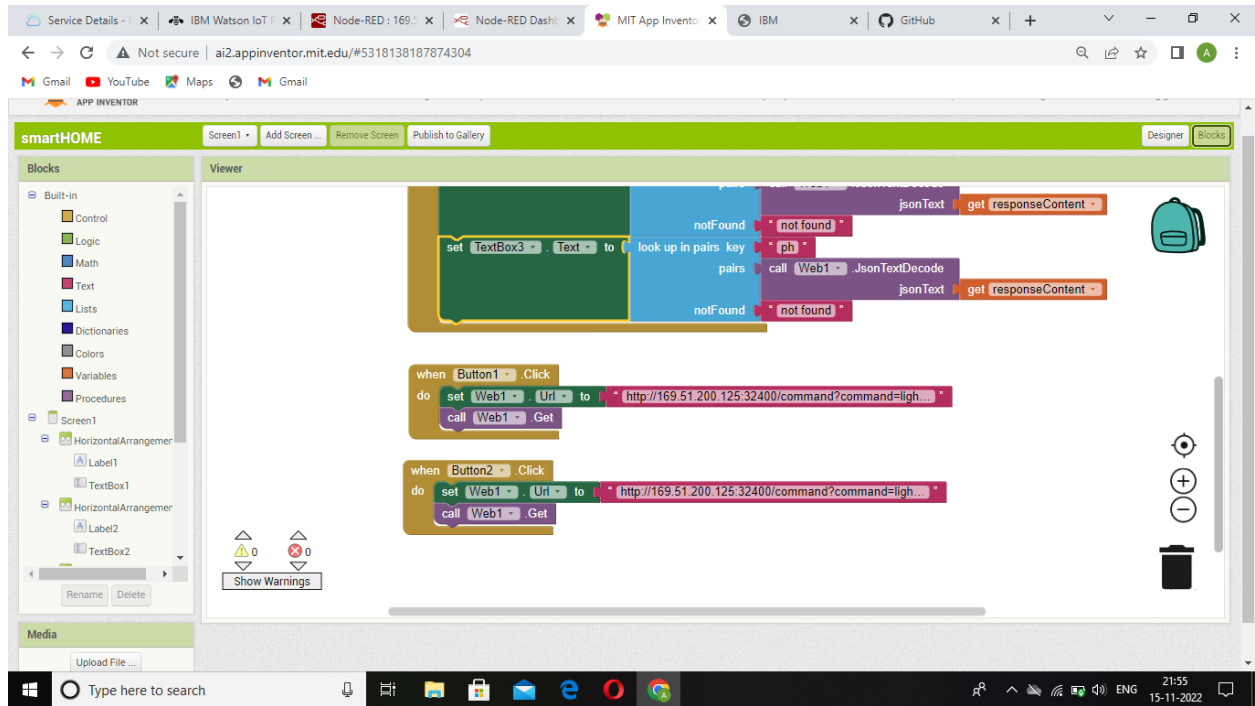 Service Details - I
IBM Watson IoT P
Node-RED : 169.5
Node-RED Dashb
MIT App Invento
IBM
GitHub
Not secure | ai2.appinventor.mit.edu/#5318138187874304
A
Gmail YouTube Maps Gmail
APP INVENTOR
smartHOME
Screen1 Add Screen ... Remove Screen Publish to Gallery
Designer Blocks
Blocks
Viewer
Built-in
Control
Logic
Math
Text
Lists
Dictionaries
Colors
Variables
Procedures
Screen1
HorizontalArrangemer
Label1
TextBox1
HorizontalArrangemer
Label2
TextBox2
Rename Delete
Media
Upload File ...
jsonText get responseContent
notFound " not found "
set TextBox3 . Text to look up in pairs key " ph "
pairs call Web1 .JsonTextDecode
jsonText get responseContent
notFound " not found "
when Button1 .Click
do set Web1 . Url to " http://169.51.200.125:32400/command?command=ligh... "
call Web1 .Get
when Button2 .Click
do set Web1 . Url to " http://169.51.200.125:32400/command?command=ligh... "
call Web1 .Get
0 0
Show Warnings
Type here to search
ENG
21:55
15-11-2022